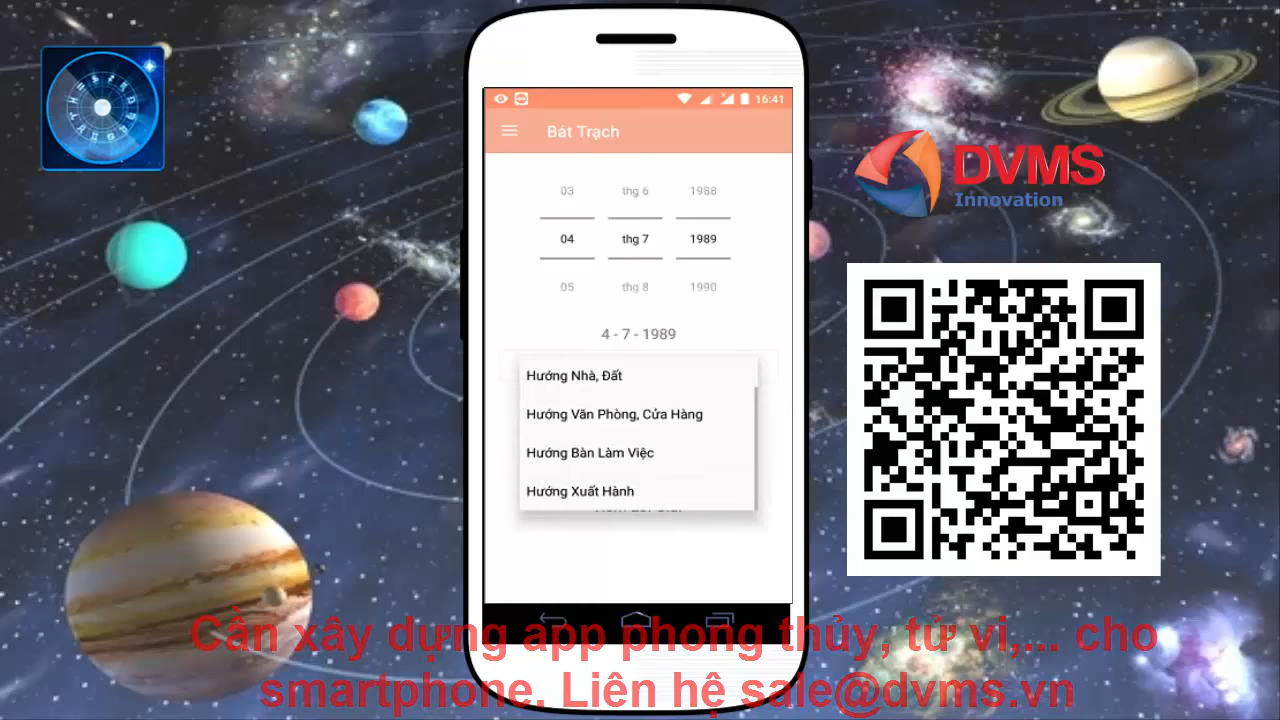 16:41
Bát Trạch
03 thg 6 1988
04 thg 7 1989
05 thg 8 1990
4 - 7 - 1989
Hướng Nhà, Đất
Hướng Văn Phòng, Cửa Hàng
Hướng Bàn Làm Việc
Hướng Xuất Hành
DVMS
Innovation
Cần xây dựng app phong thủy, tử vi,... cho
smartphone. Liên hệ sale@dvms.vn